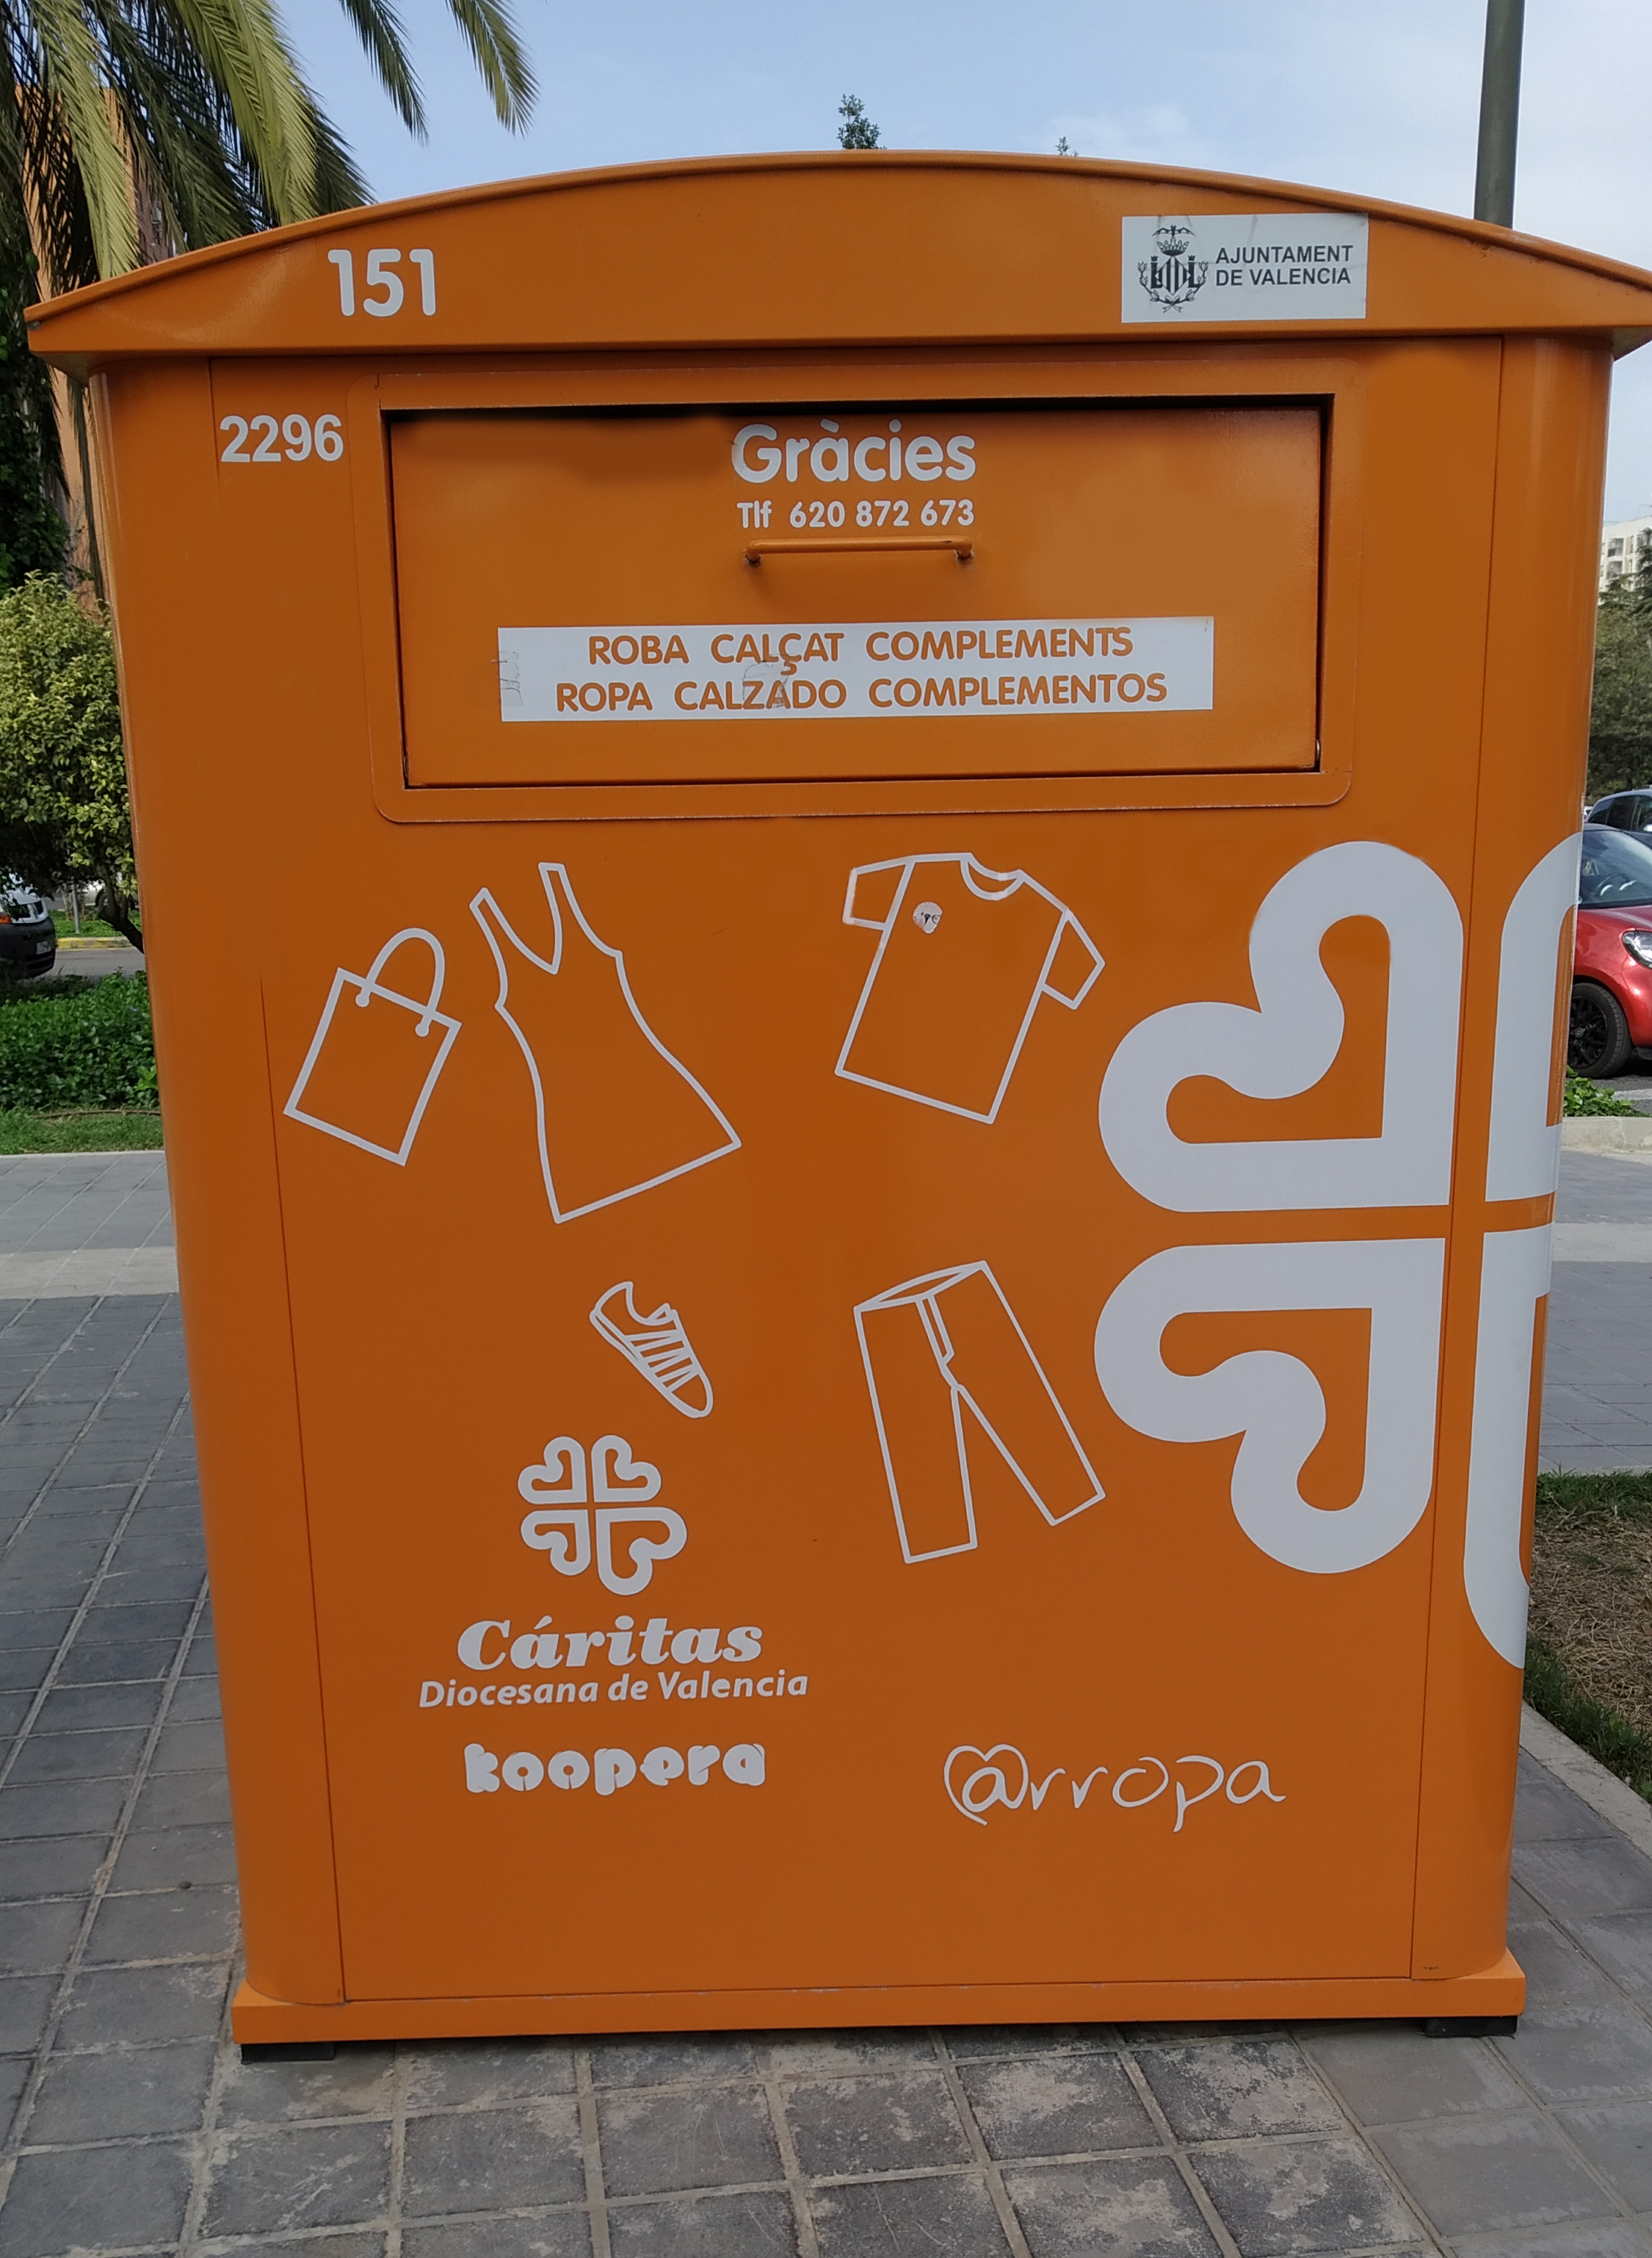 151
AJUNTAMENT
DE VALENCIA
2296
Gràcies
Tlf 620 872 673
ROBA CALÇAT COMPLEMENTS
ROPA CALZADO COMPLEMENTOS
Cáritas
Diocesana de Valencia
koopera
@rropa